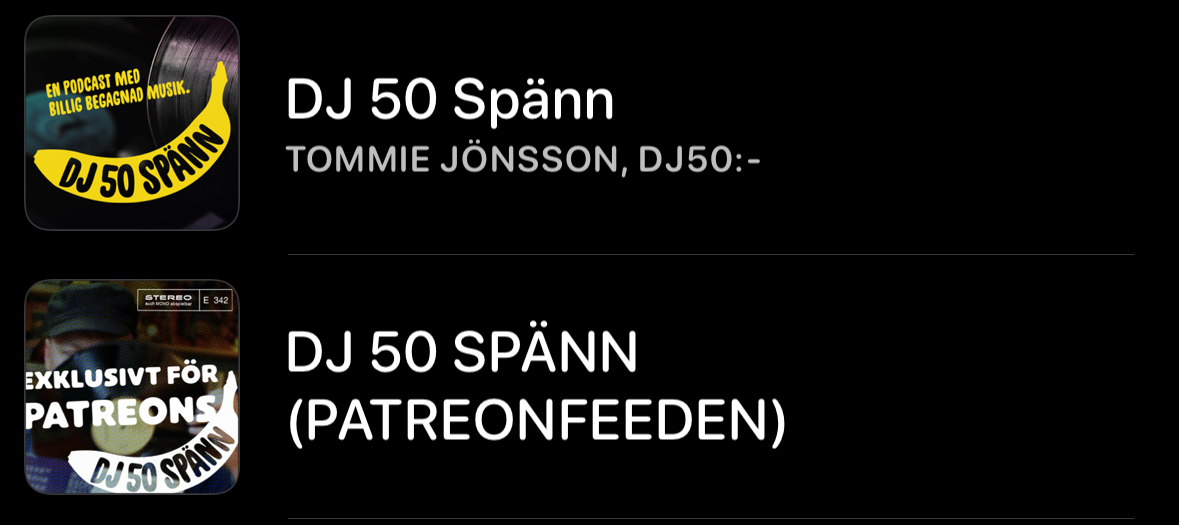 EN PODCAST MED
BILLIG BEGAGNAD MUSIK.
DJ 50 SPÄNN
DJ 50 Spänn
TOMMIE JÖNSSON, DJ50:-
STEREO
auch MONO abspielbar
E 342
EXKLUSIVT FÖR
PATREONS
DJ 50 SPÄNN
DJ 50 SPÄNN
(PATREONFEEDEN)